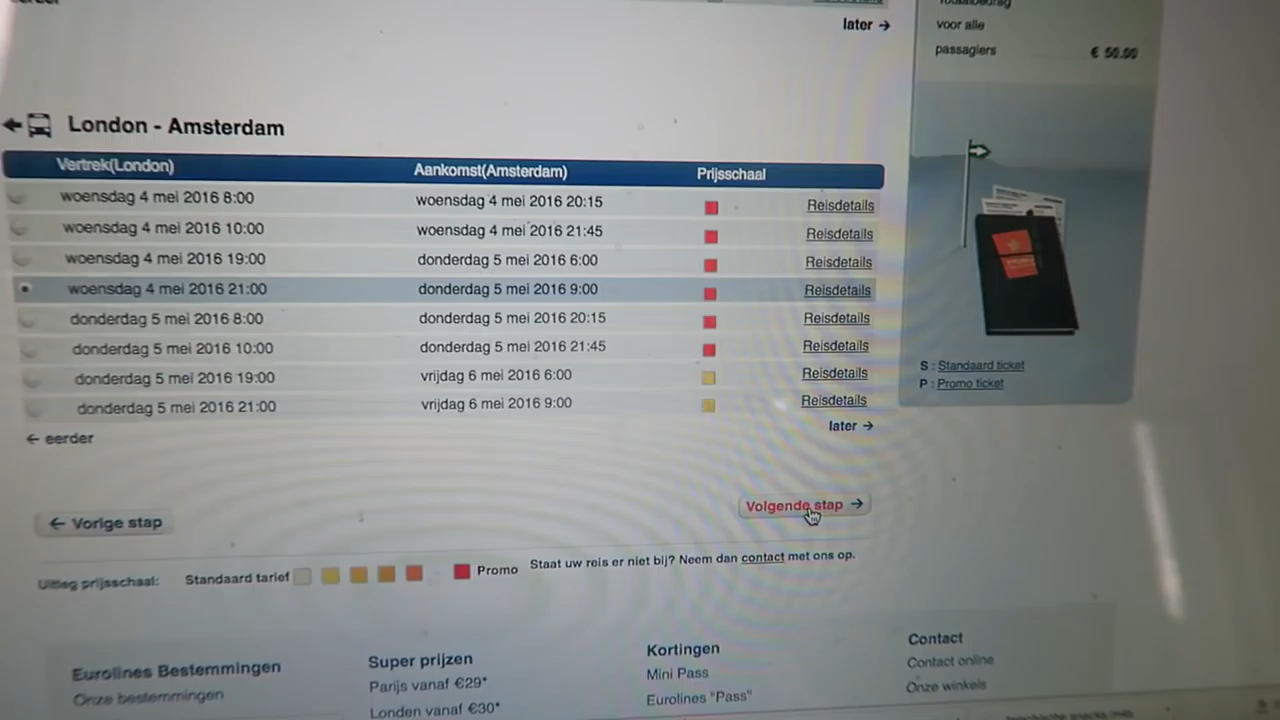 later →
voor alle
passagiers € 50.00
London - Amsterdam
Vertrek(London) Aankomst(Amsterdam) Prijsschaal
woensdag 4 mei 2016 8:00 woensdag 4 mei 2016 20:15 Reisdetails
woensdag 4 mei 2016 10:00 woensdag 4 mei 2016 21:45 Reisdetails
woensdag 4 mei 2016 19:00 donderdag 5 mei 2016 6:00 Reisdetails
woensdag 4 mei 2016 21:00 donderdag 5 mei 2016 9:00 Reisdetails
donderdag 5 mei 2016 8:00 donderdag 5 mei 2016 20:15 Reisdetails
donderdag 5 mei 2016 10:00 donderdag 5 mei 2016 21:45 Reisdetails
donderdag 5 mei 2016 19:00 vrijdag 6 mei 2016 6:00 Reisdetails
donderdag 5 mei 2016 21:00 vrijdag 6 mei 2016 9:00 Reisdetails
← eerder later →
S : Standaard ticket
P : Promo ticket
← Vorige stap Volgende stap →
Uitleg prijsschaal: Standaard tarief Promo Staat uw reis er niet bij? Neem dan contact met ons op.
Eurolines Bestemmingen
Onze bestemmingen
Super prijzen
Parijs vanaf €29*
Londen vanaf €30*
Kortingen
Mini Pass
Eurolines "Pass"
Contact
Contact online
Onze winkels